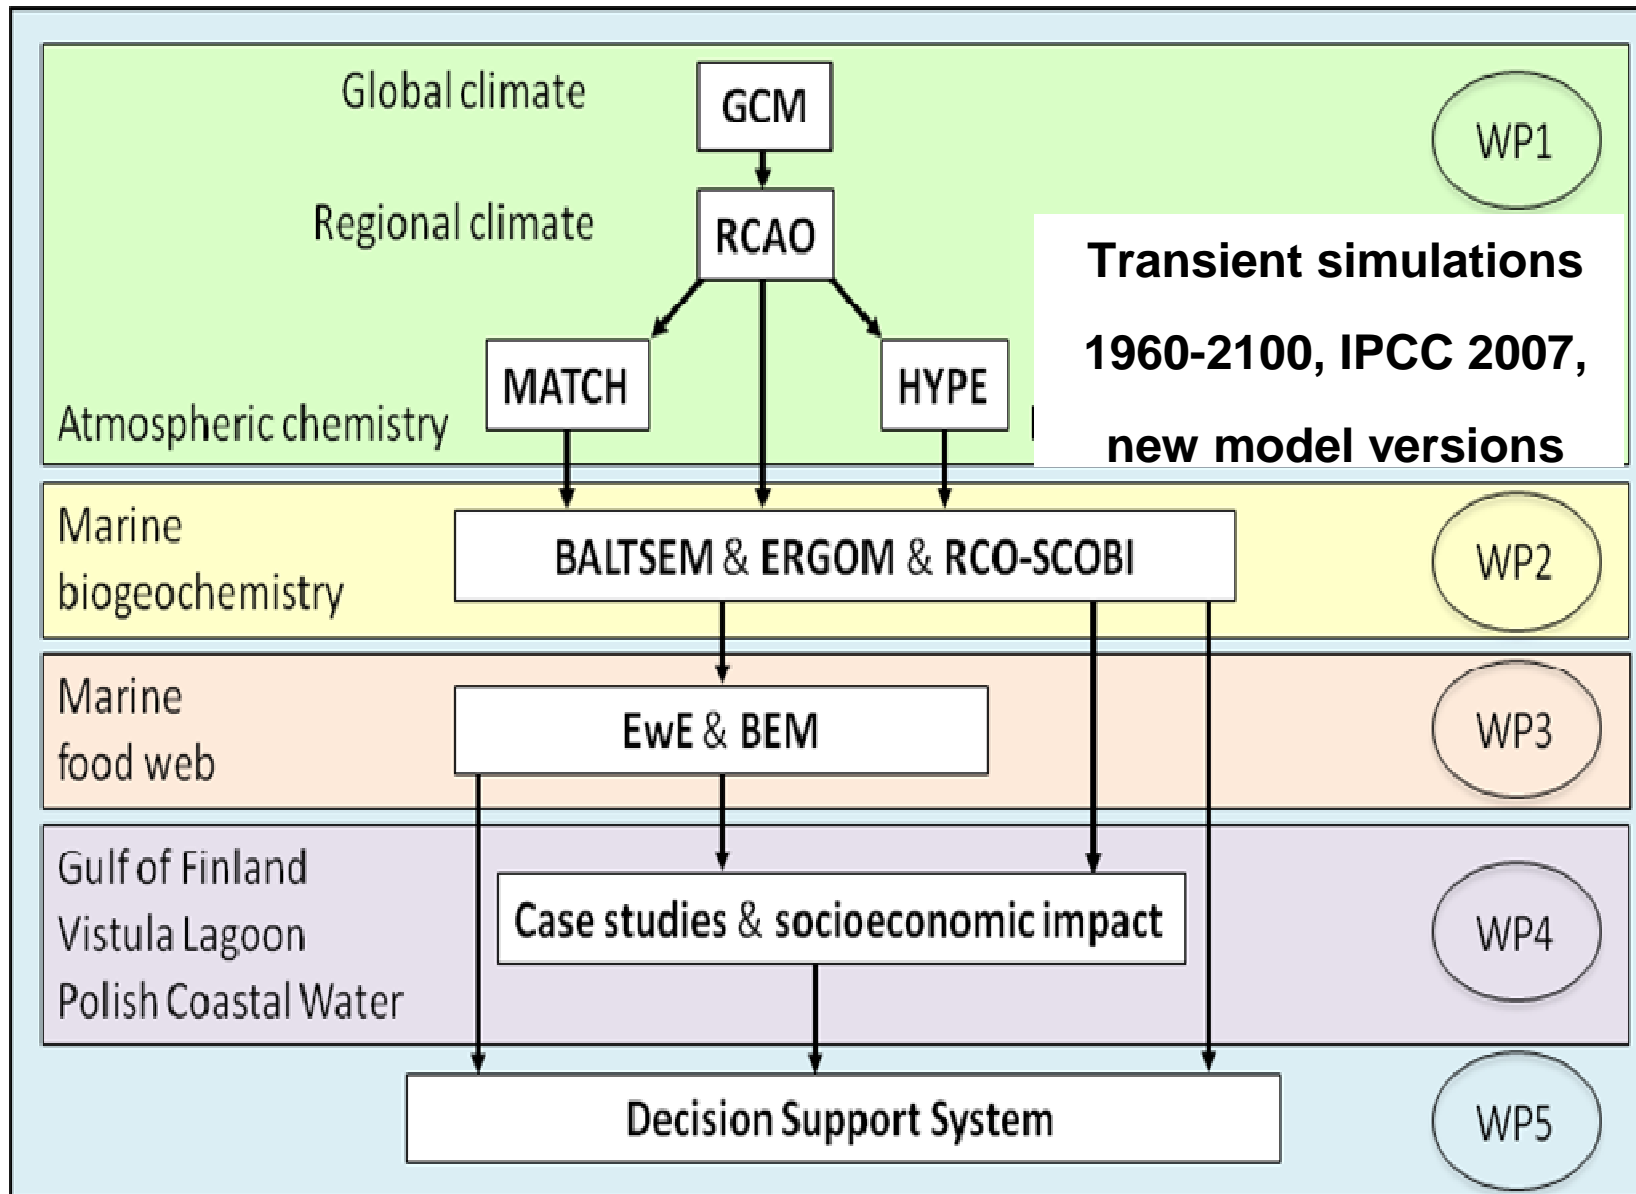 Global climate
GCM
WP1
Regional climate
RCAO
Transient simulations
1960-2100, IPCC 2007,
new model versions
MATCH
HYPE
Atmospheric chemistry
Marine
biogeochemistry
BALTSEM & ERGOM & RCO-SCOBI
WP2
Marine
food web
EwE & BEM
WP3
Gulf of Finland
Vistula Lagoon
Polish Coastal Water
Case studies & socioeconomic impact
WP4
Decision Support System
WP5